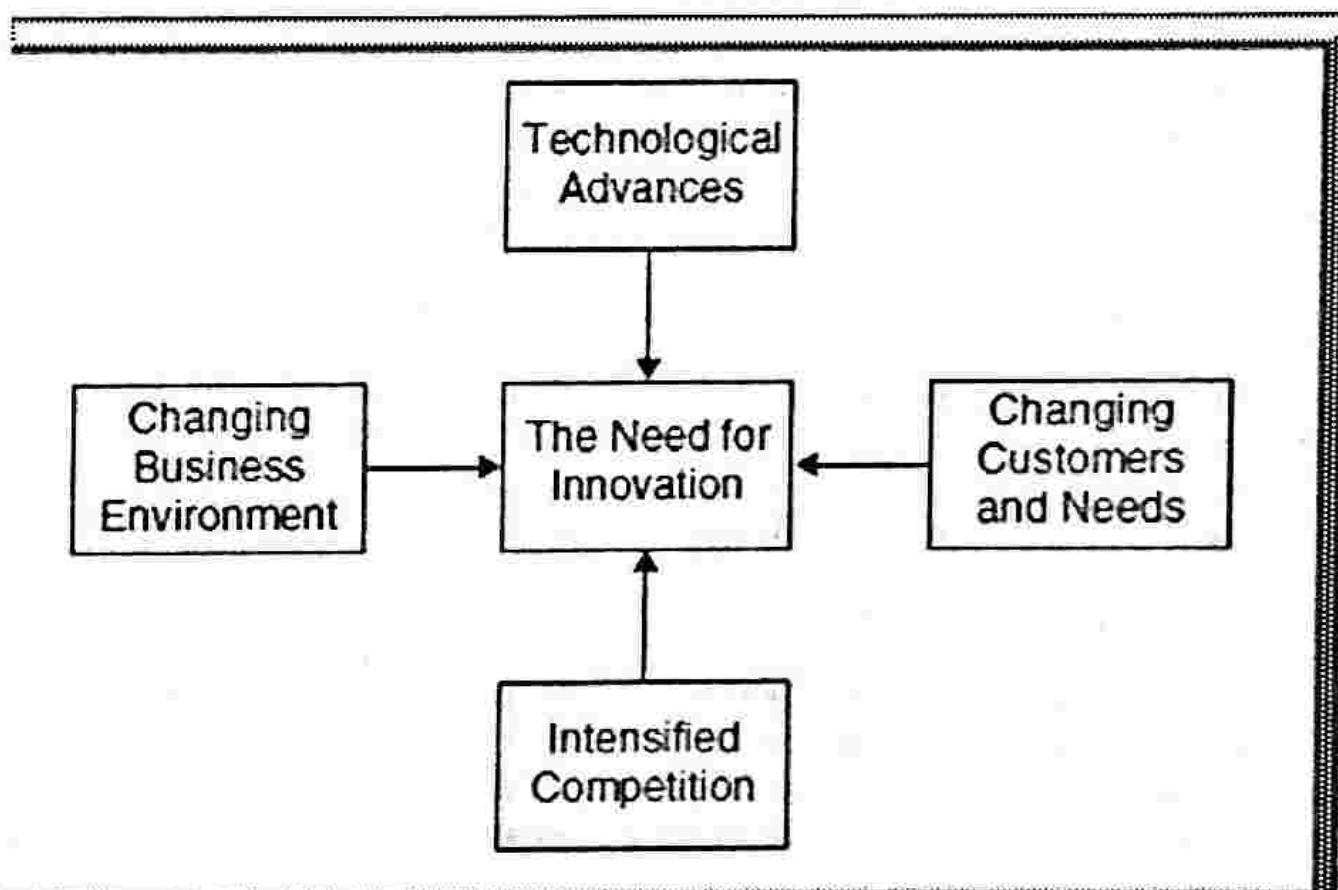 Technological
Advances
Changing
Business
Environment
The Need for
Innovation
Changing
Customers
and Needs
Intensified
Competition